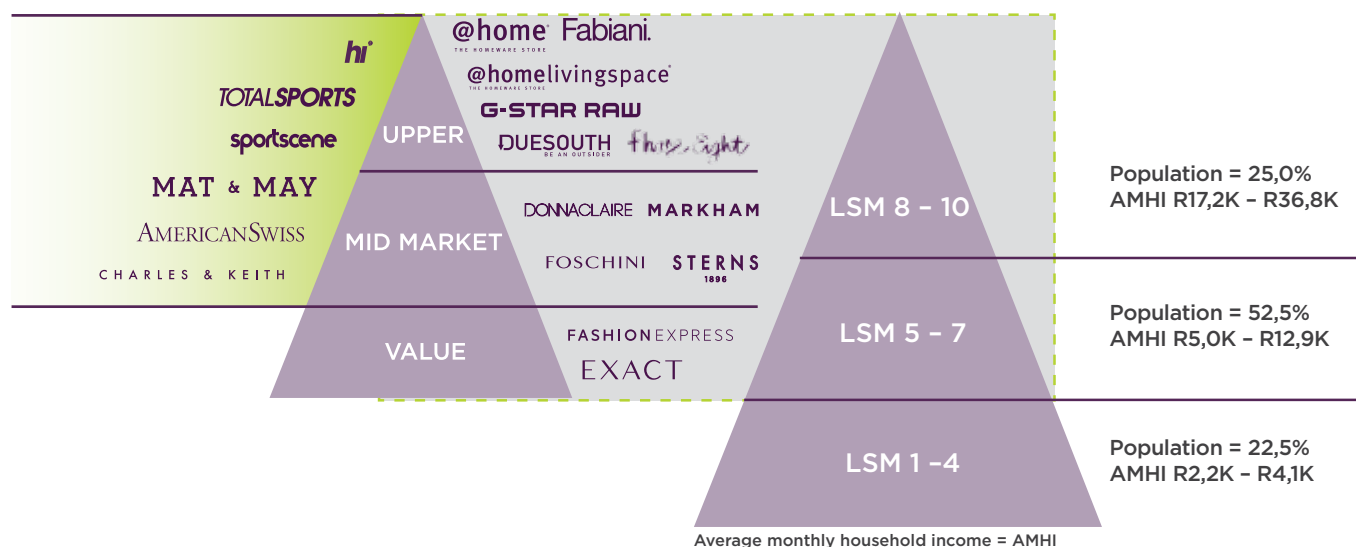 hi
TOTALSPORTS
sportscene
MAT & MAY
AMERICANSWISS
CHARLES & KEITH
UPPER
MID MARKET
VALUE
@home Fabiani.
THE HOMEWARE STORE
@homelivingspace
THE HOMEWARE STORE
G-STAR RAW
DUESOUTH
BE AN OUTSIDER
DONNACLAIRE MARKHAM
FOSCHINI STERNS
1896
FASHIONEXPRESS
EXACT
LSM 8 – 10
LSM 5 – 7
LSM 1 –4
Population = 25,0%
AMHI R17,2K – R36,8K
Population = 52,5%
AMHI R5,0K – R12,9K
Population = 22,5%
AMHI R2,2K – R4,1K
Average monthly household income = AMHI